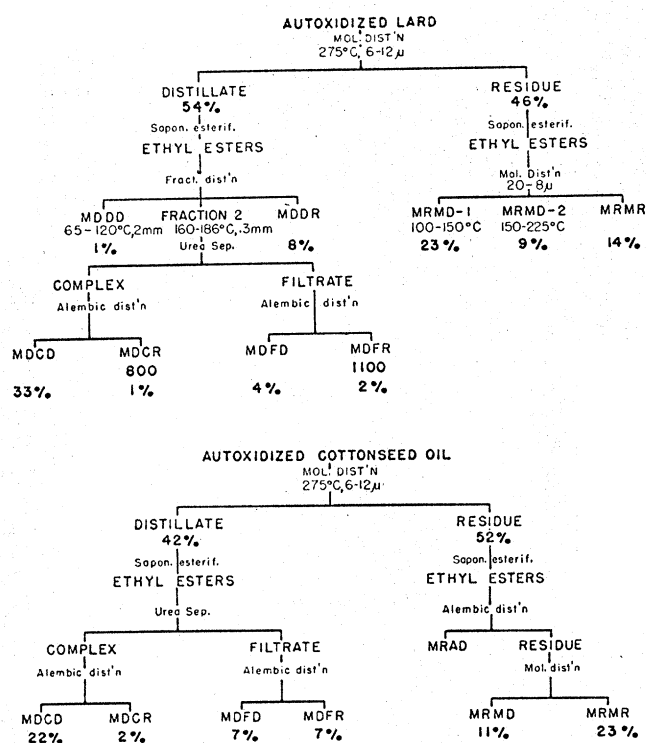 AUTOXIDIZED LARD
MOL. DIST'N
275°C, 6-12µ
DISTILLATE RESIDUE
54% 46%
Sapon. esterif. Sapon. esterif.
ETHYL ESTERS ETHYL ESTERS
Fract. dist'n Mol. Dist'n
20-8µ
MDDD FRACTION 2 MDDR MRMD-1 MRMD-2 MRMR
65-120°C, 2mm 160-186°C, .3mm 100-150°C 150-225°C
1% Urea Sep. 8% 23% 9% 14%
COMPLEX FILTRATE
Alembic dist'n Alembic dist'n
MDCD MDCR MDFD MDFR
800 1100
33% 1% 4% 2%
AUTOXIDIZED COTTONSEED OIL
MOL. DIST'N
275°C, 6-12µ
DISTILLATE RESIDUE
42% 52%
Sapon. esterif. Sapon. esterif.
ETHYL ESTERS ETHYL ESTERS
Urea Sep. Alembic dist'n
COMPLEX FILTRATE MRAD RESIDUE
Alembic dist'n Alembic dist'n Mol. dist'n
MDCD MDCR MDFD MDFR MRMD MRMR
22% 2% 7% 7% 11% 23%